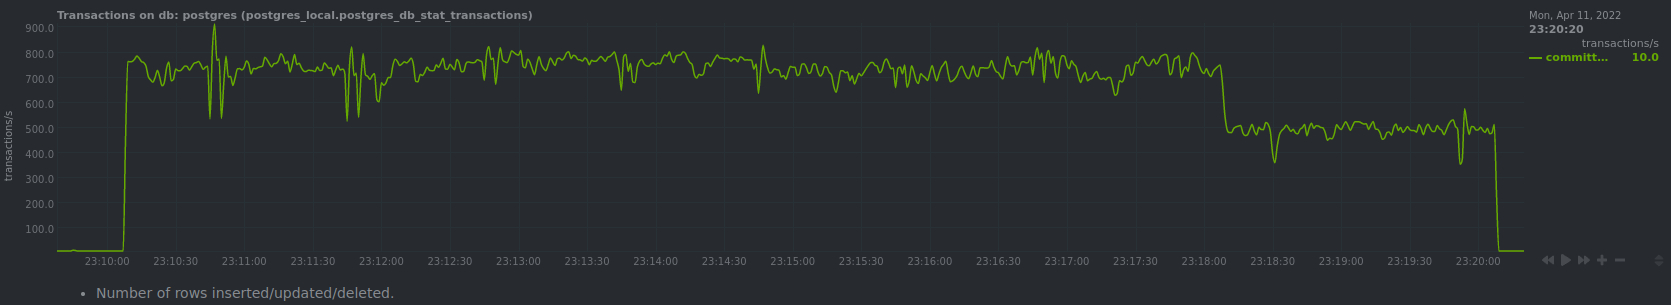 Transactions on db: postgres (postgres_local.postgres_db_stat_transactions)
Mon, Apr 11, 2022
23:20:20
transactions/s
committ... 10.0
900.0
800.0
700.0
600.0
500.0
400.0
300.0
200.0
100.0
transactions/s
23:10:00 23:10:30 23:11:00 23:11:30 23:12:00 23:12:30 23:13:00 23:13:30 23:14:00 23:14:30 23:15:00 23:15:30 23:16:00 23:16:30 23:17:00 23:17:30 23:18:00 23:18:30 23:19:00 23:19:30 23:20:00
• Number of rows inserted/updated/deleted.